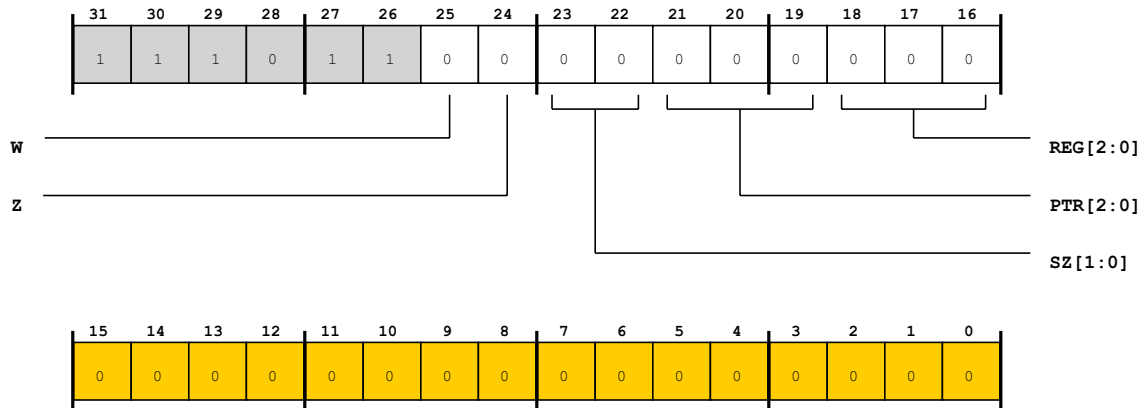 31 30 29 28 27 26 25 24 23 22 21 20 19 18 17 16
1 1 1 0 1 1 0 0 0 0 0 0 0 0 0 0
W REG[2:0]
Z PTR[2:0]
SZ[1:0]
15 14 13 12 11 10 9 8 7 6 5 4 3 2 1 0
0 0 0 0 0 0 0 0 0 0 0 0 0 0 0 0